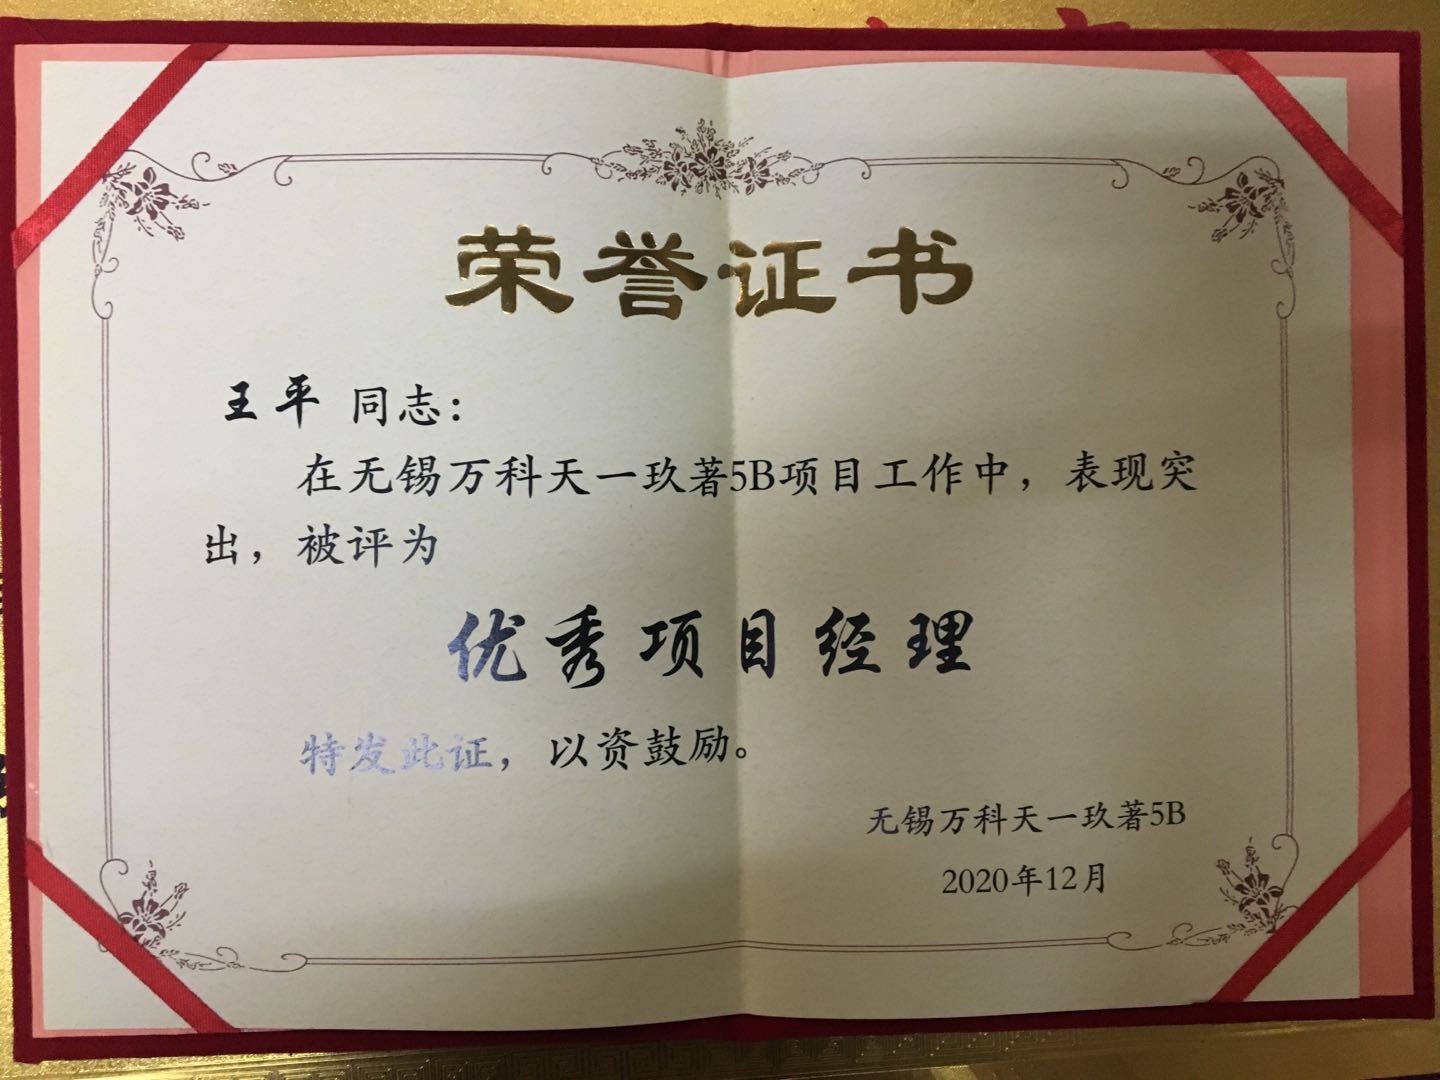 荣誉证书
王平 同志：
在无锡万科天一玖著5B项目工作中，表现突
出，被评为
优秀项目经理
特发此证，以资鼓励。
无锡万科天一玖著5B
2020年12月